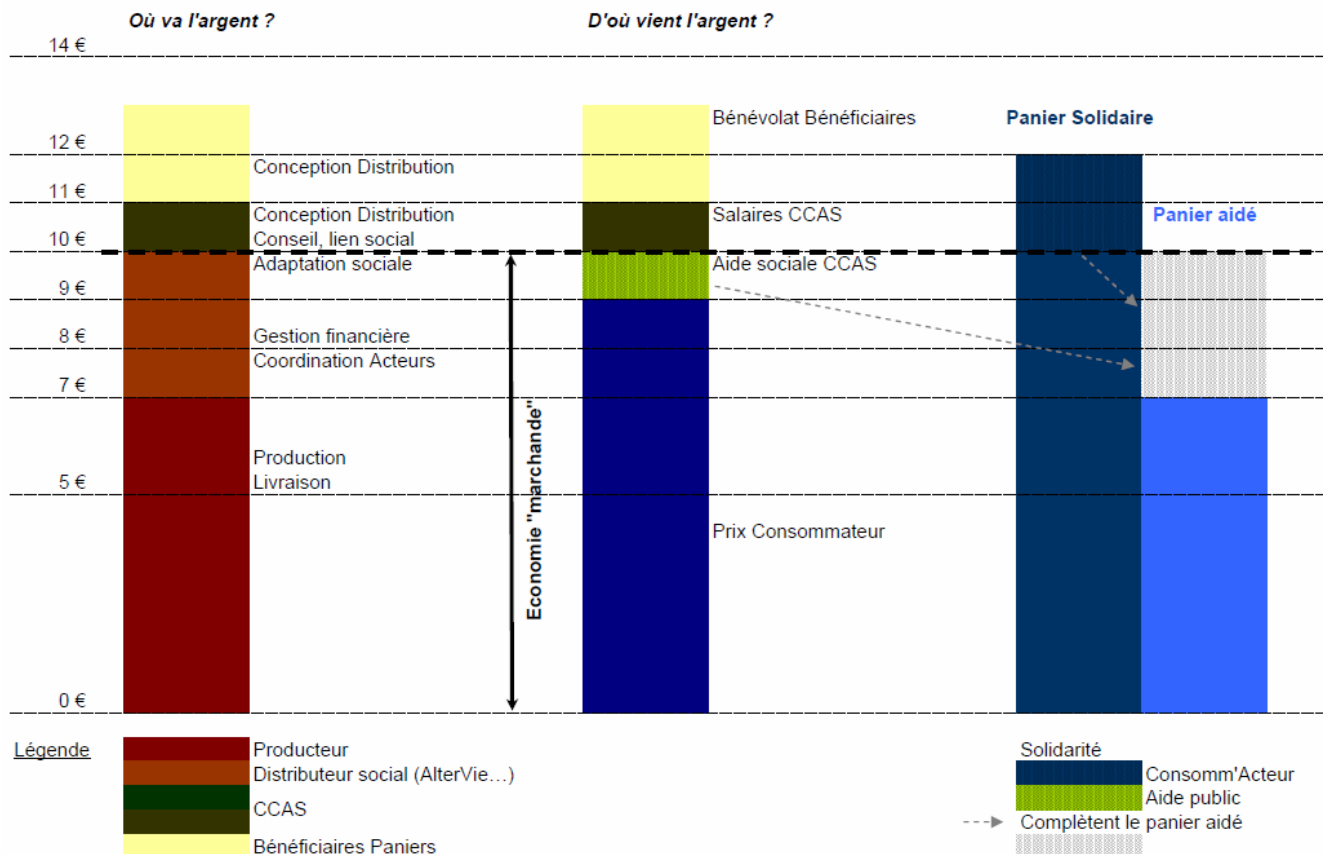 Où va l'argent ?
D'où vient l'argent ?
14 €
Bénévolat Bénéficiaires
Panier Solidaire
12 €
Conception Distribution
11 €
Conception Distribution
Salaires CCAS
Panier aidé
10 €
Conseil, lien social
Adaptation sociale
Aide sociale CCAS
9 €
8 €
Gestion financière
Coordination Acteurs
7 €
Economie "marchande"
Production
5 €
Livraison
Prix Consommateur
0 €
Légende
Producteur
Distributeur social (AlterVie…)
CCAS
Bénéficiaires Paniers
Solidarité
Consomm'Acteur
Aide public
Complètent le panier aidé